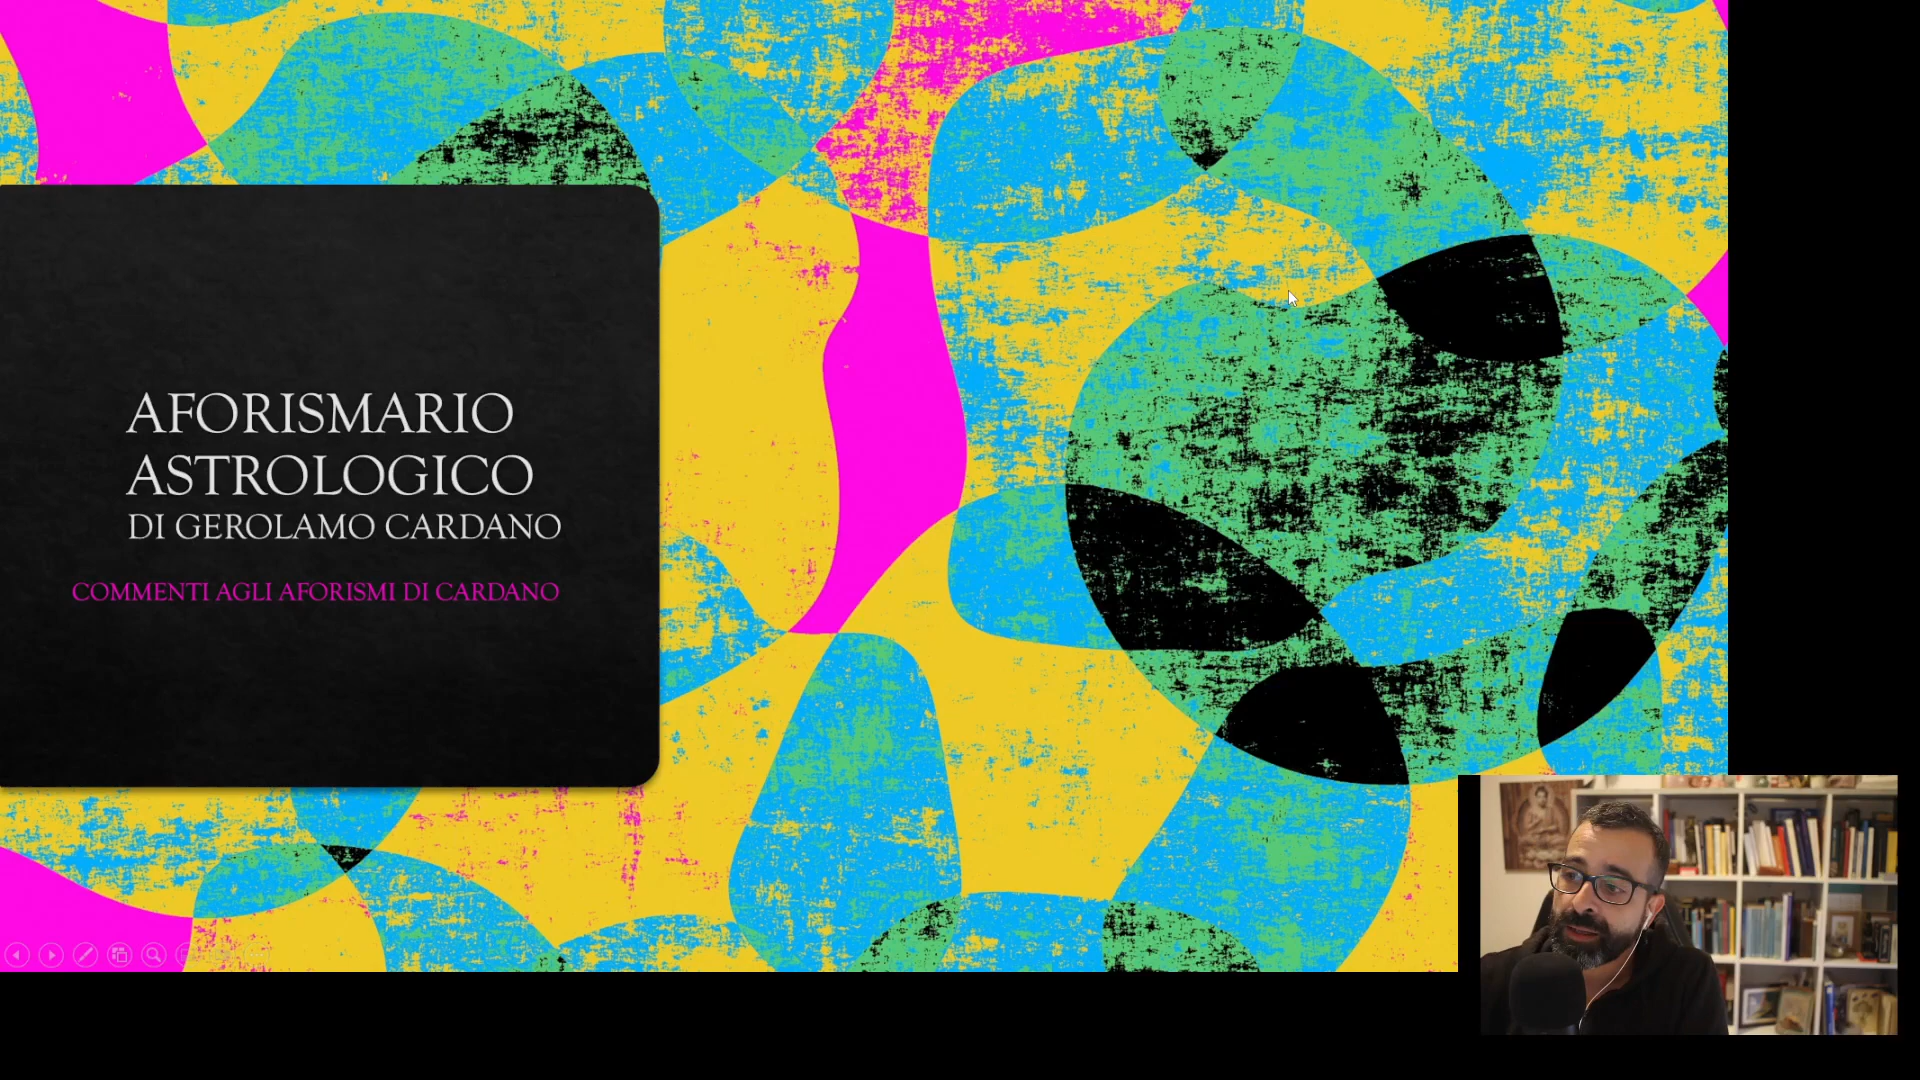 AFORISMARIO
ASTROLOGICO
DI GEROLAMO CARDANO
COMMENTI AGLI AFORISMI DI CARDANO